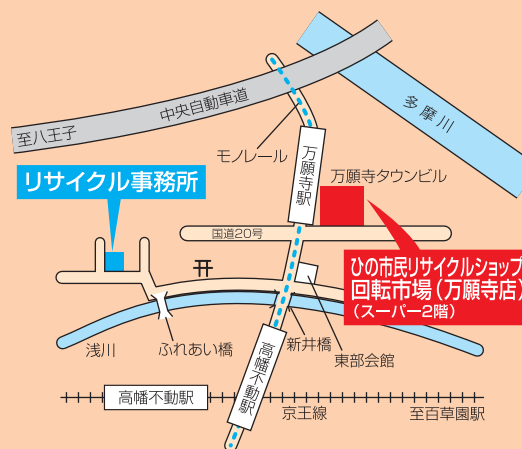 中央自動車道
至八王子
多摩川
モノレール
万願寺駅
万願寺タウンビル
リサイクル事務所
国道20号
ひの市民リサイクルショップ
回転市場（万願寺店）
（スーパー2階）
浅川
ふれあい橋
新井橋
東部会館
高幡不動駅
高幡不動駅
京王線
至百草園駅